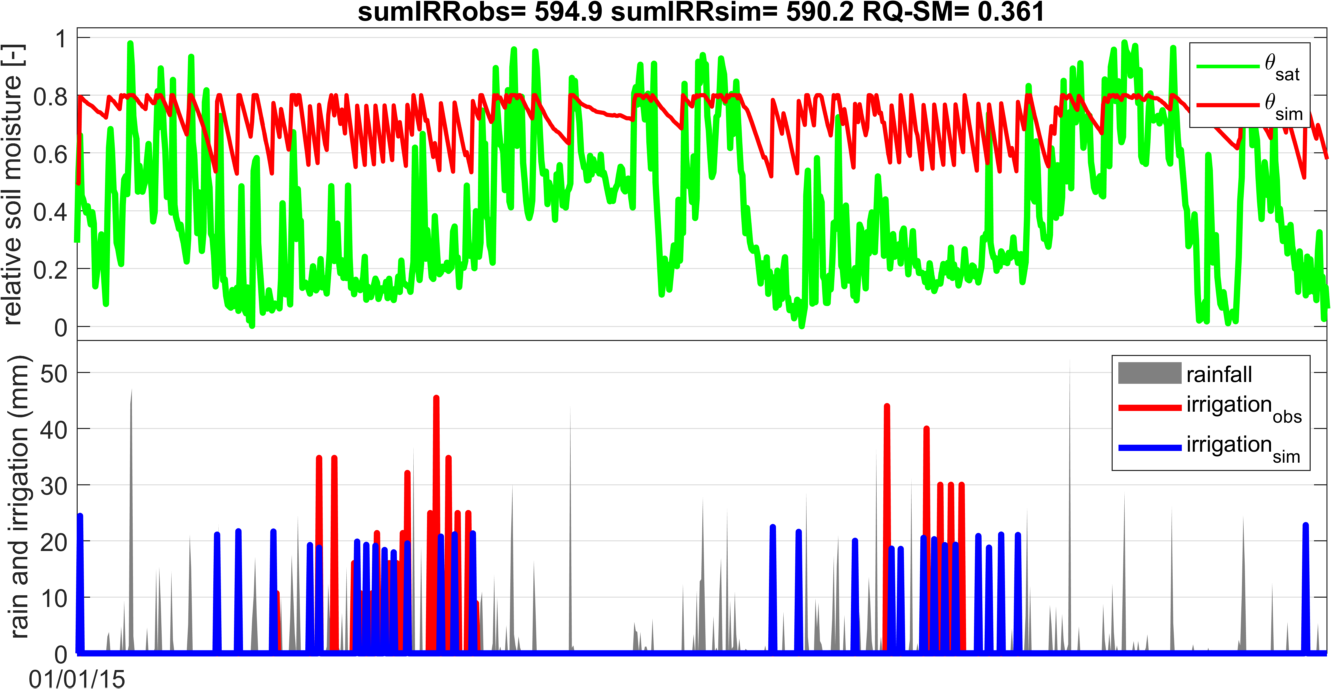 sumIRRobs= 594.9 sumIRRsim= 590.2 RQ-SM= 0.361
relative soil moisture [-]
1
0.8
0.6
0.4
0.2
0
θsat
θsim
rain and irrigation (mm)
50
40
30
20
10
0
rainfall
irrigationobs
irrigationsim
01/01/15